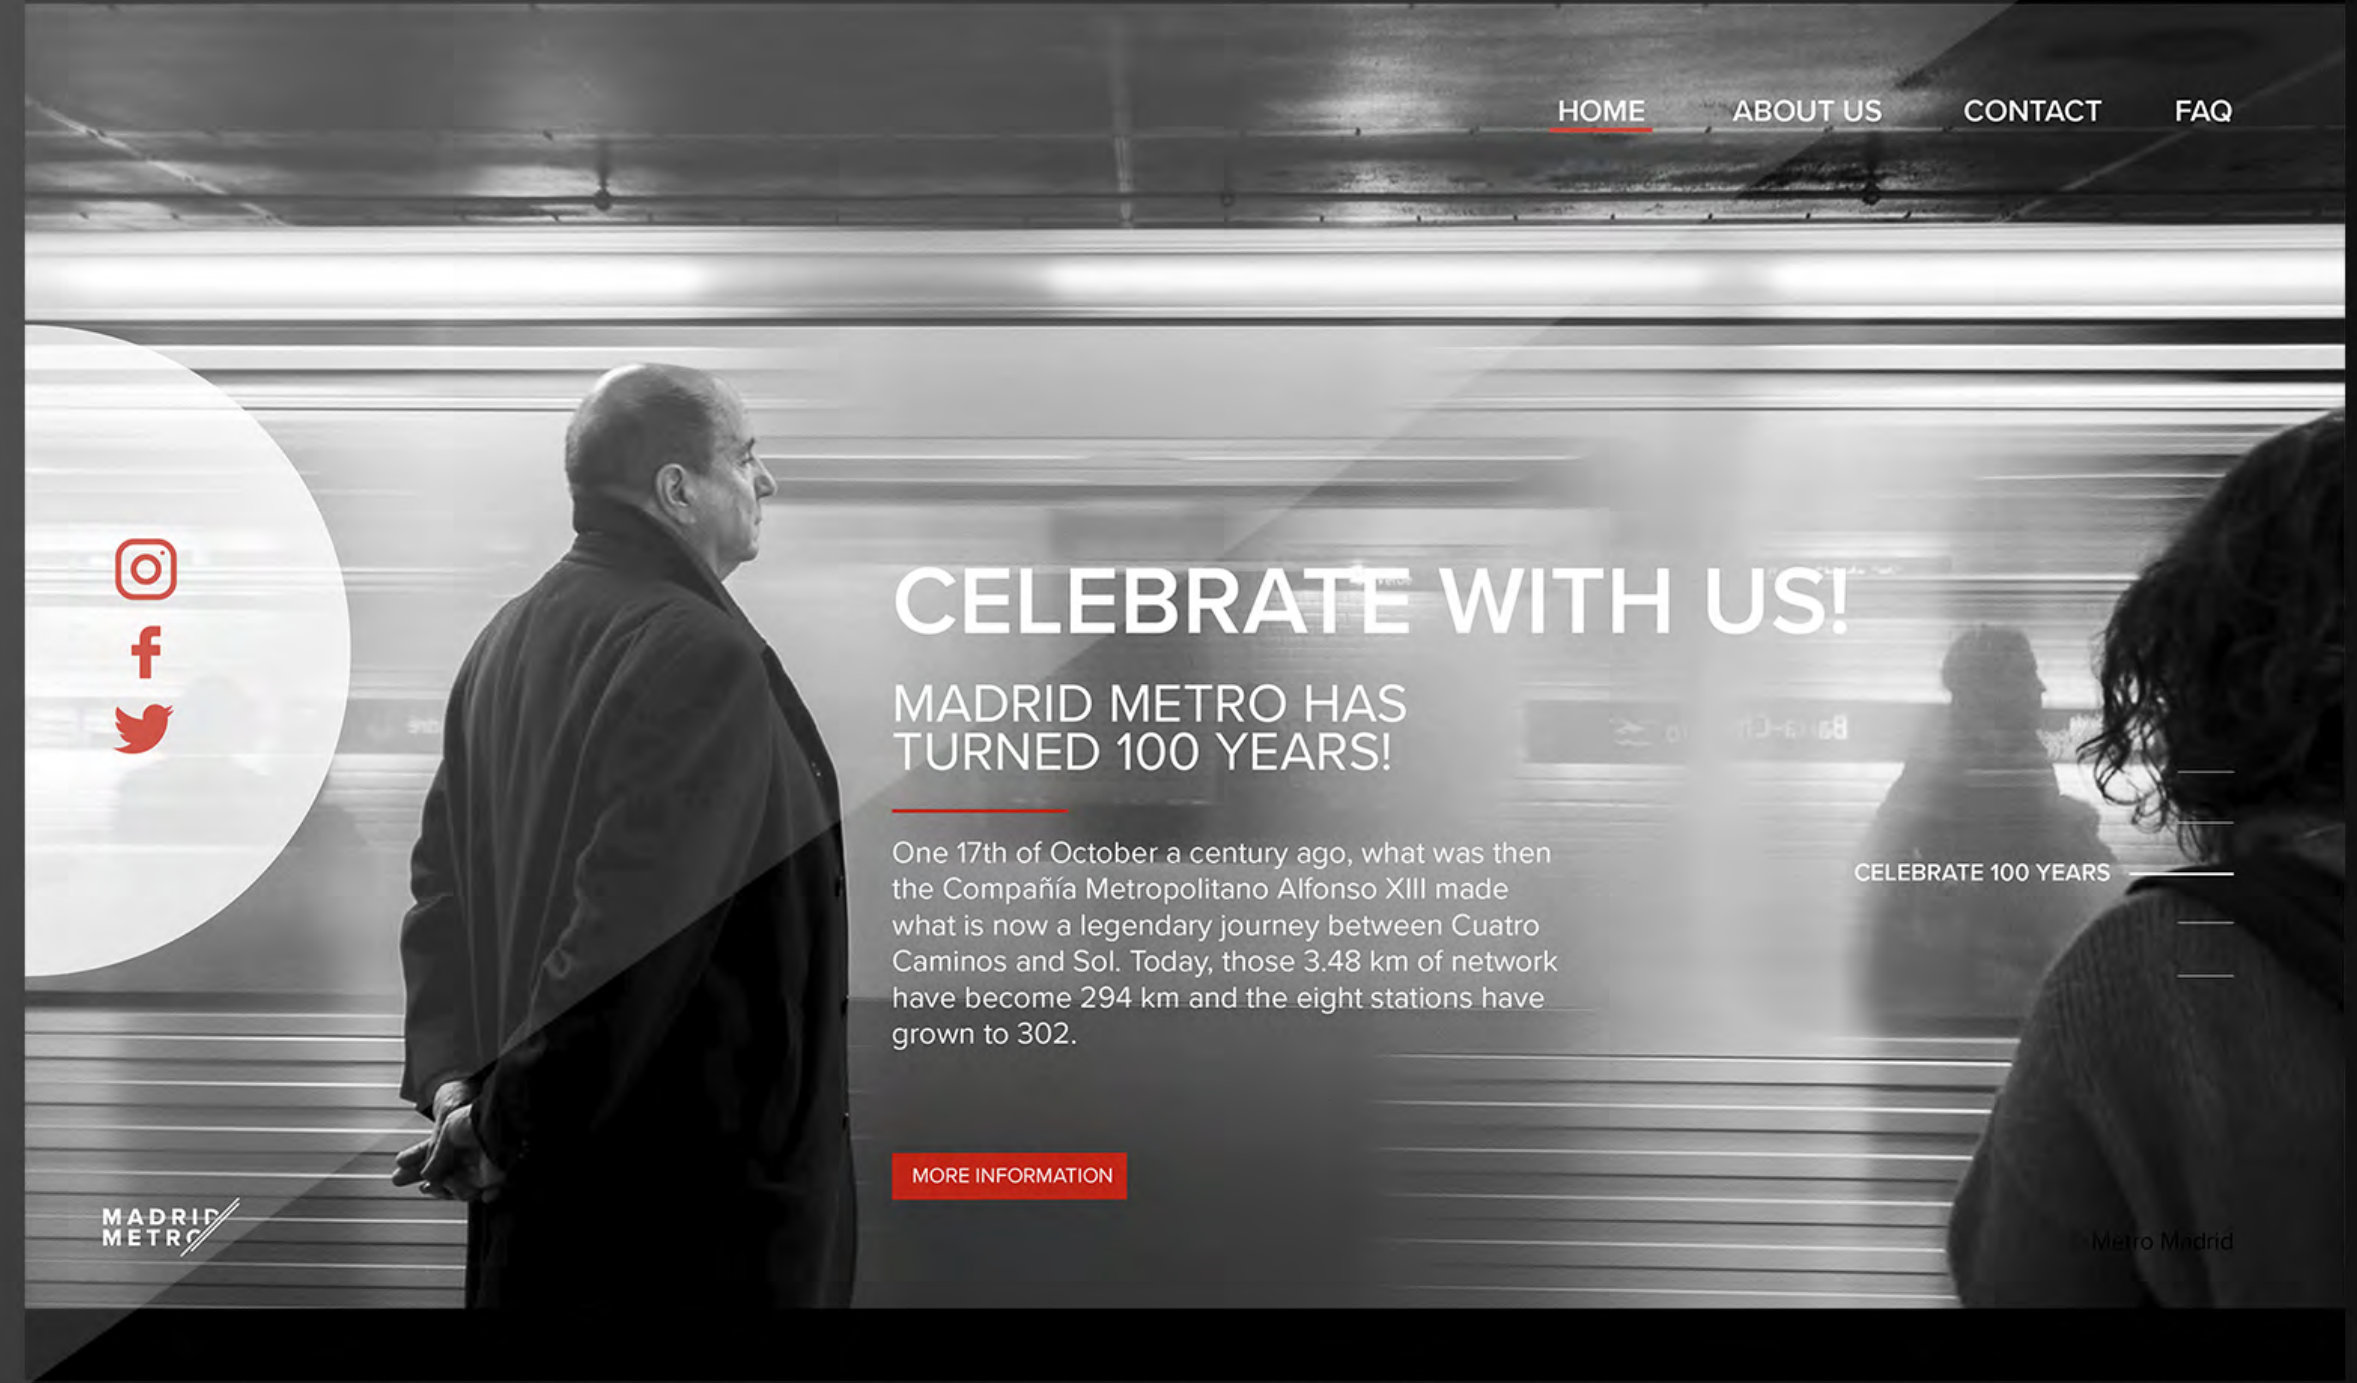 HOME ABOUT US CONTACT FAQ
CELEBRATE WITH US!
MADRID METRO HAS
TURNED 100 YEARS!
One 17th of October a century ago, what was then
the Compañía Metropolitano Alfonso XIII made
what is now a legendary journey between Cuatro
Caminos and Sol. Today, those 3.48 km of network
have become 294 km and the eight stations have
grown to 302.
CELEBRATE 100 YEARS
MORE INFORMATION
MADRID
METRO
© Metro Madrid